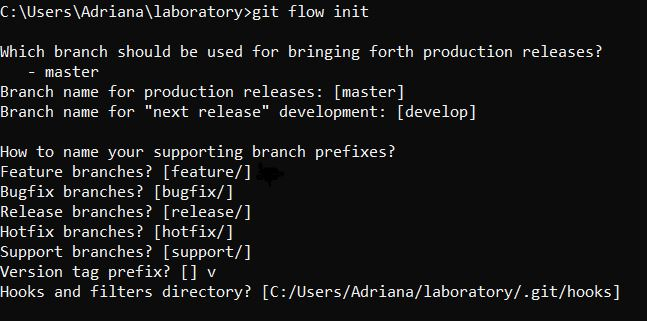 C:\Users\Adriana\laboratory>git flow init
Which branch should be used for bringing forth production releases?
- master
Branch name for production releases: [master]
Branch name for "next release" development: [develop]
How to name your supporting branch prefixes?
Feature branches? [feature/]
Bugfix branches? [bugfix/]
Release branches? [release/]
Hotfix branches? [hotfix/]
Support branches? [support/]
Version tag prefix? [] v
Hooks and filters directory? [C:/Users/Adriana/laboratory/.git/hooks]